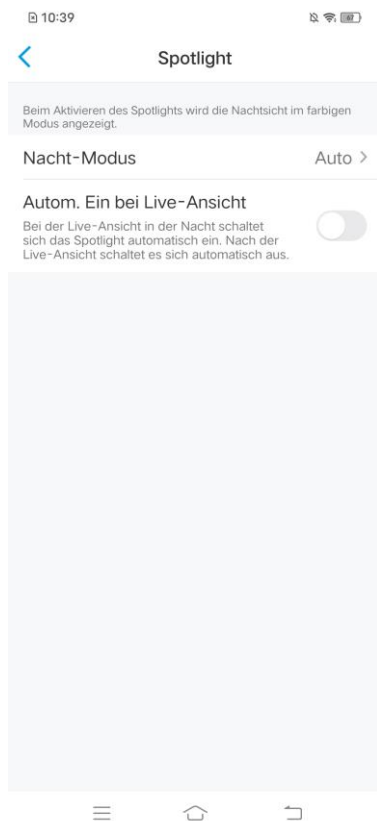 10:39
Spotlight
Beim Aktivieren des Spotlights wird die Nachtsicht im farbigen
Modus angezeigt.
Nacht-Modus
Auto >
Autom. Ein bei Live-Ansicht
Bei der Live-Ansicht in der Nacht schaltet
sich das Spotlight automatisch ein. Nach der
Live-Ansicht schaltet es sich automatisch aus.